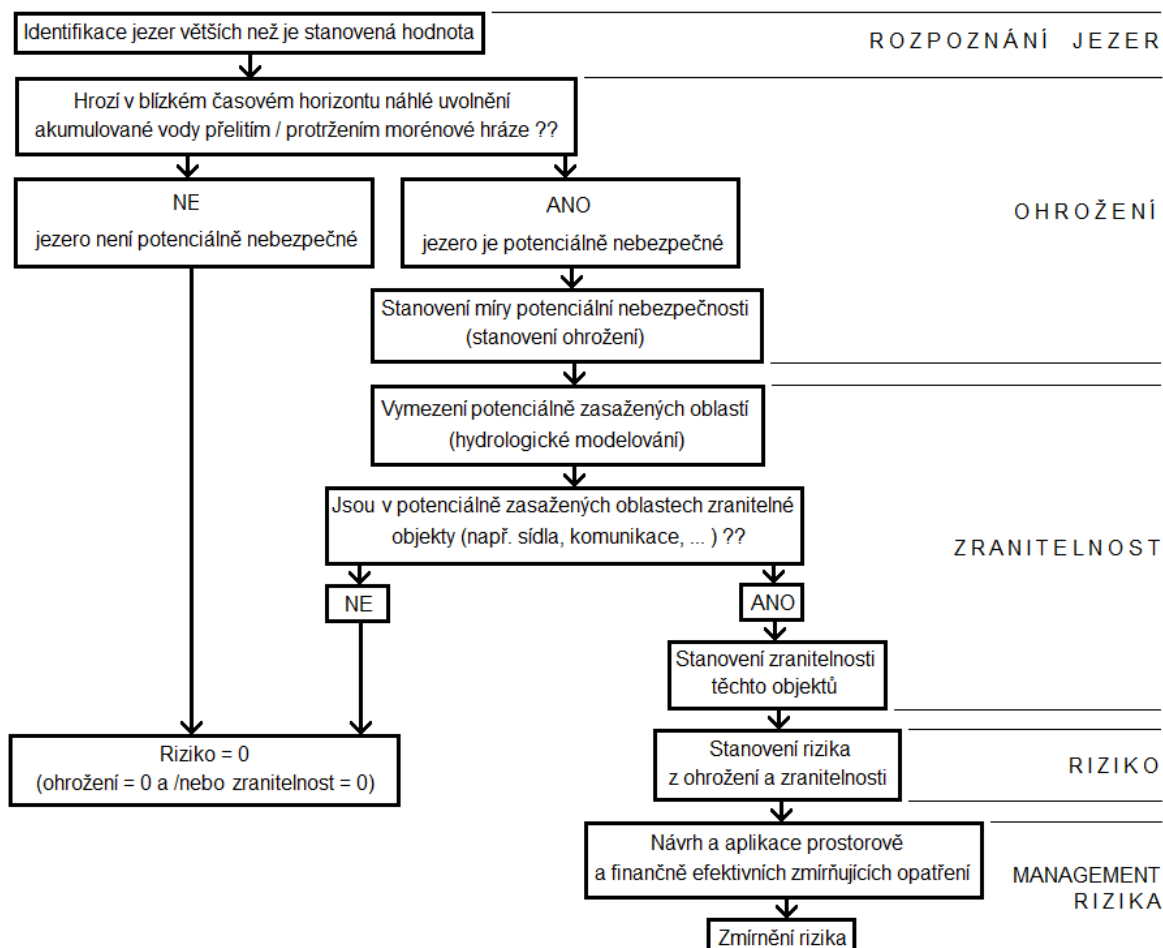 Identifikace jezer větších než je stanovená hodnota
ROZPOZNÁNÍ JEZER
Hrozí v blízkém časovém horizontu náhlé uvolnění
akumulované vody přelitím / protržením morénové hráze ??
NE
jezero není potenciálně nebezpečné
ANO
jezero je potenciálně nebezpečné
OHROŽENÍ
Stanovení míry potenciální nebezpečnosti
(stanovení ohrožení)
Vymezení potenciálně zasažených oblastí
(hydrologické modelování)
Jsou v potenciálně zasažených oblastech zranitelné
objekty (např. sídla, komunikace, ... ) ??
ZRANITELNOST
NE
ANO
Stanovení zranitelnosti
těchto objektů
Riziko = 0
(ohrožení = 0 a /nebo zranitelnost = 0)
Stanovení rizika
z ohrožení a zranitelnosti
RIZIKO
Návrh a aplikace prostorově
a finančně efektivních zmírňujících opatření
MANAGEMENT
RIZIKA
Zmírnění rizika